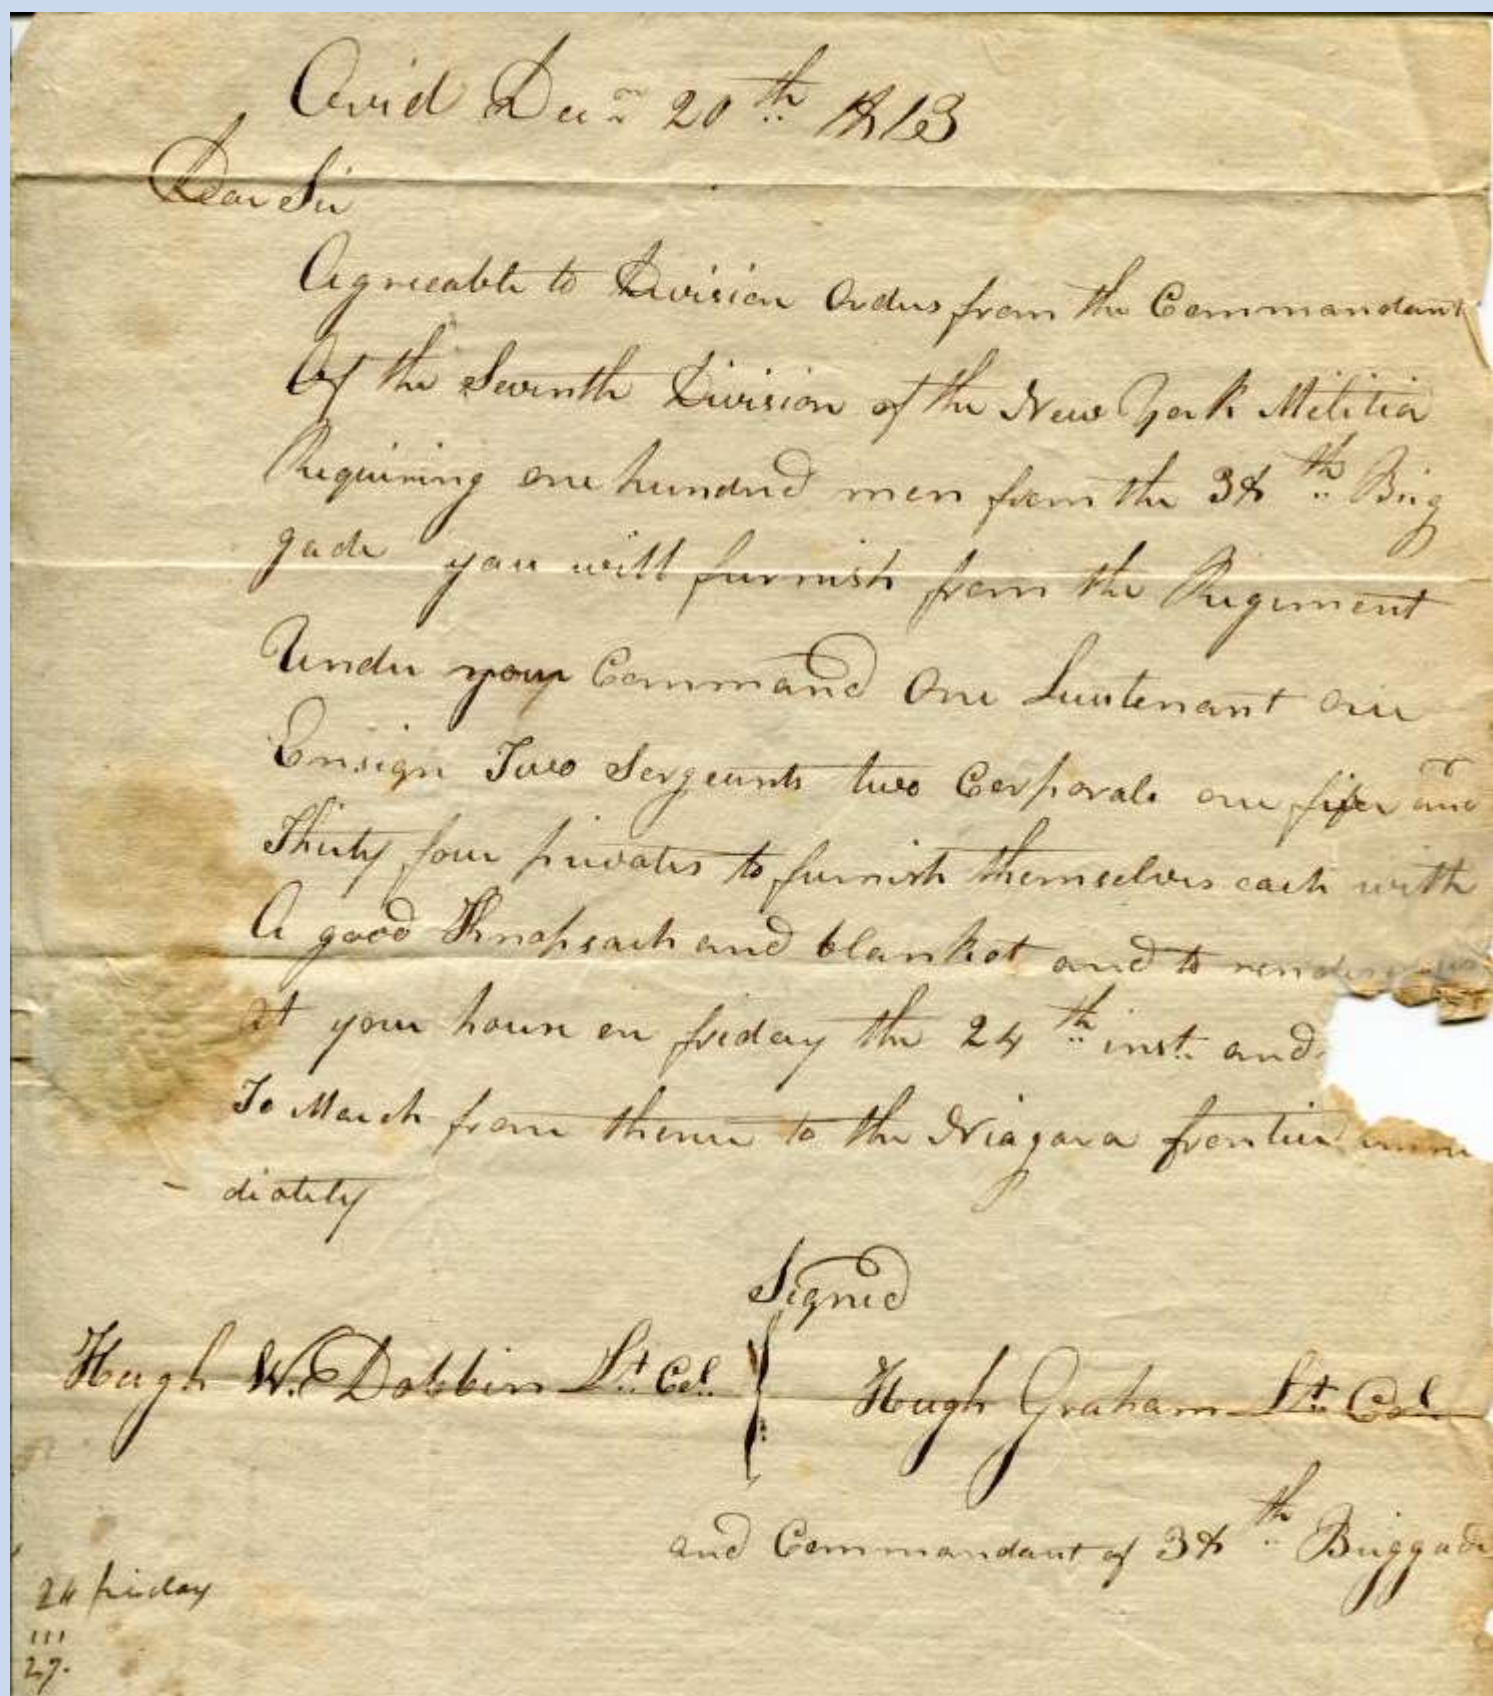 Ovid Decm 20th 1813
Dear Sir
Agreeable to Division Orders from the Commandant
Of the Seventh Division of the New York Militia
Requiring one hundred men from the 38th Brig
gade you will furnish from the Regiment
Under your Command One Lieutenant one
Ensign Two Sergeants two Corporals one fifer and
Thirty four privates to furnish themselves each with
A good Knapsack and blanket and to
at your house on friday the 24th inst. and
To March from thence to the Niagara frontier imme
diately
Signed
Hugh W. Dobbin Lt. Col. Hugh Graham Lt. Col
and Commandant of 38th Briggade
24 friday
111
27.